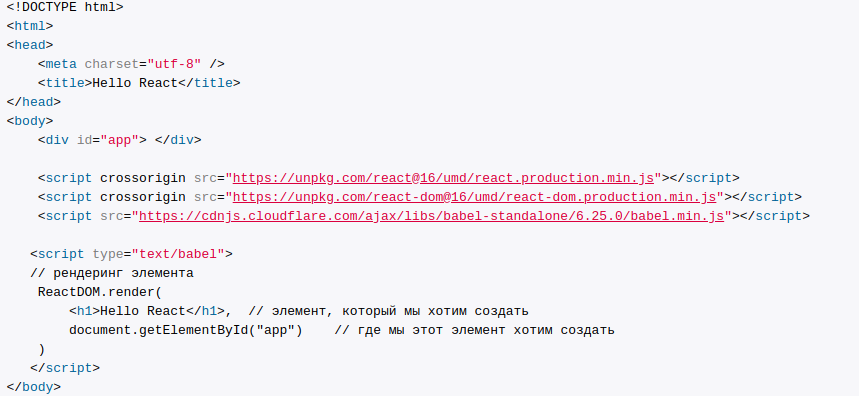 <!DOCTYPE html>
<html>
<head>
    <meta charset="utf-8" />
    <title>Hello React</title>
</head>
<body>
    <div id="app"> </div>

    <script crossorigin src="https://unpkg.com/react@16/umd/react.production.min.js"></script>
    <script crossorigin src="https://unpkg.com/react-dom@16/umd/react-dom.production.min.js"></script>
    <script src="https://cdnjs.cloudflare.com/ajax/libs/babel-standalone/6.25.0/babel.min.js"></script>

   <script type="text/babel">
   // рендеринг элемента
    ReactDOM.render(
        <h1>Hello React</h1>,  // элемент, который мы хотим создать
        document.getElementById("app")    // где мы этот элемент хотим создать
    )
   </script>
</body>